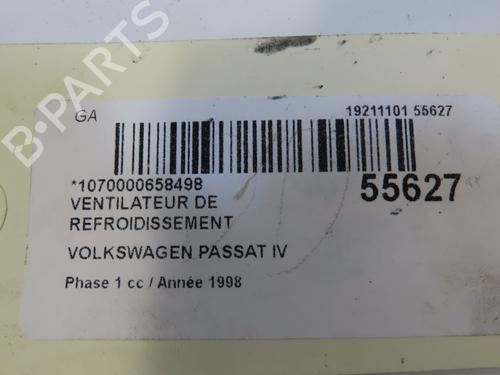 B-PARTS
GA
19211101 55627
*1070000658498
55627
VENTILATEUR DE
REFROIDISSEMENT
VOLKSWAGEN PASSAT IV
Phase 1 cc / Année 1998